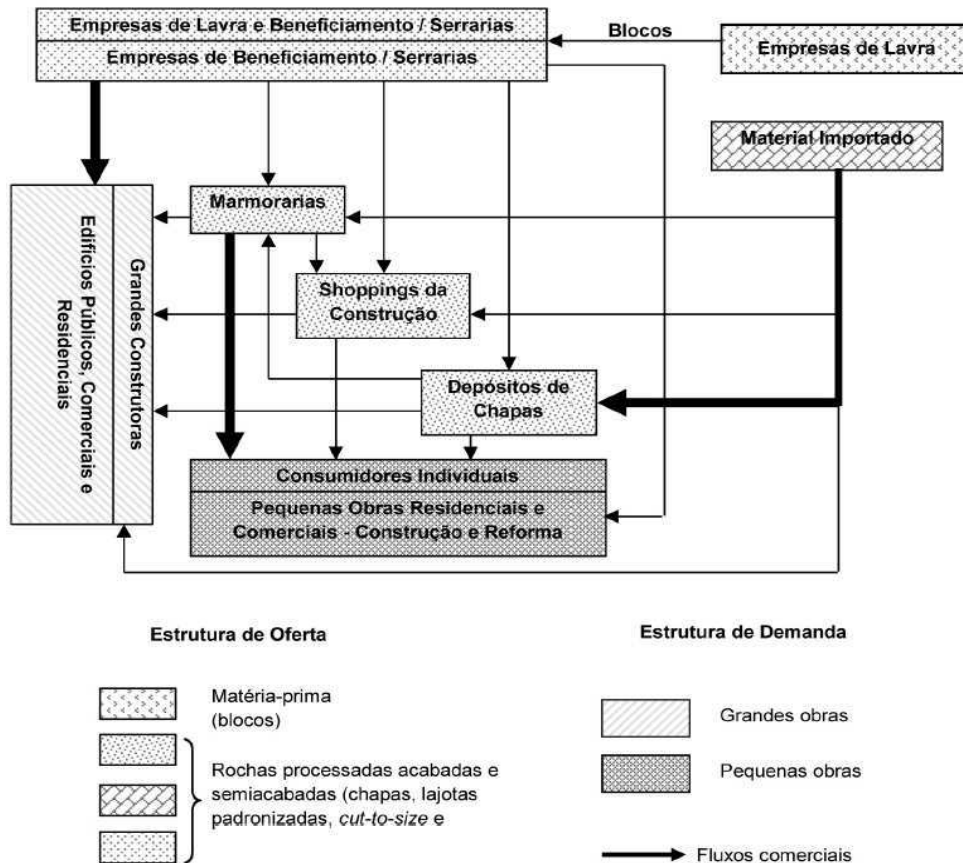 Empresas de Lavra e Beneficiamento / Serrarias
Empresas de Beneficiamento / Serrarias
Blocos
Empresas de Lavra
Material Importado
Marmorarias
Shoppings da
Construção
Depósitos de
Chapas
Grandes Construtoras
Edifícios Públicos, Comerciais e
Residenciais
Consumidores Individuais
Pequenas Obras Residenciais e
Comerciais - Construção e Reforma
Estrutura de Oferta
Matéria-prima
(blocos)
Rochas processadas acabadas e
semiacabadas (chapas, lajotas
padronizadas, cut-to-size e
Estrutura de Demanda
Grandes obras
Pequenas obras
Fluxos comerciais